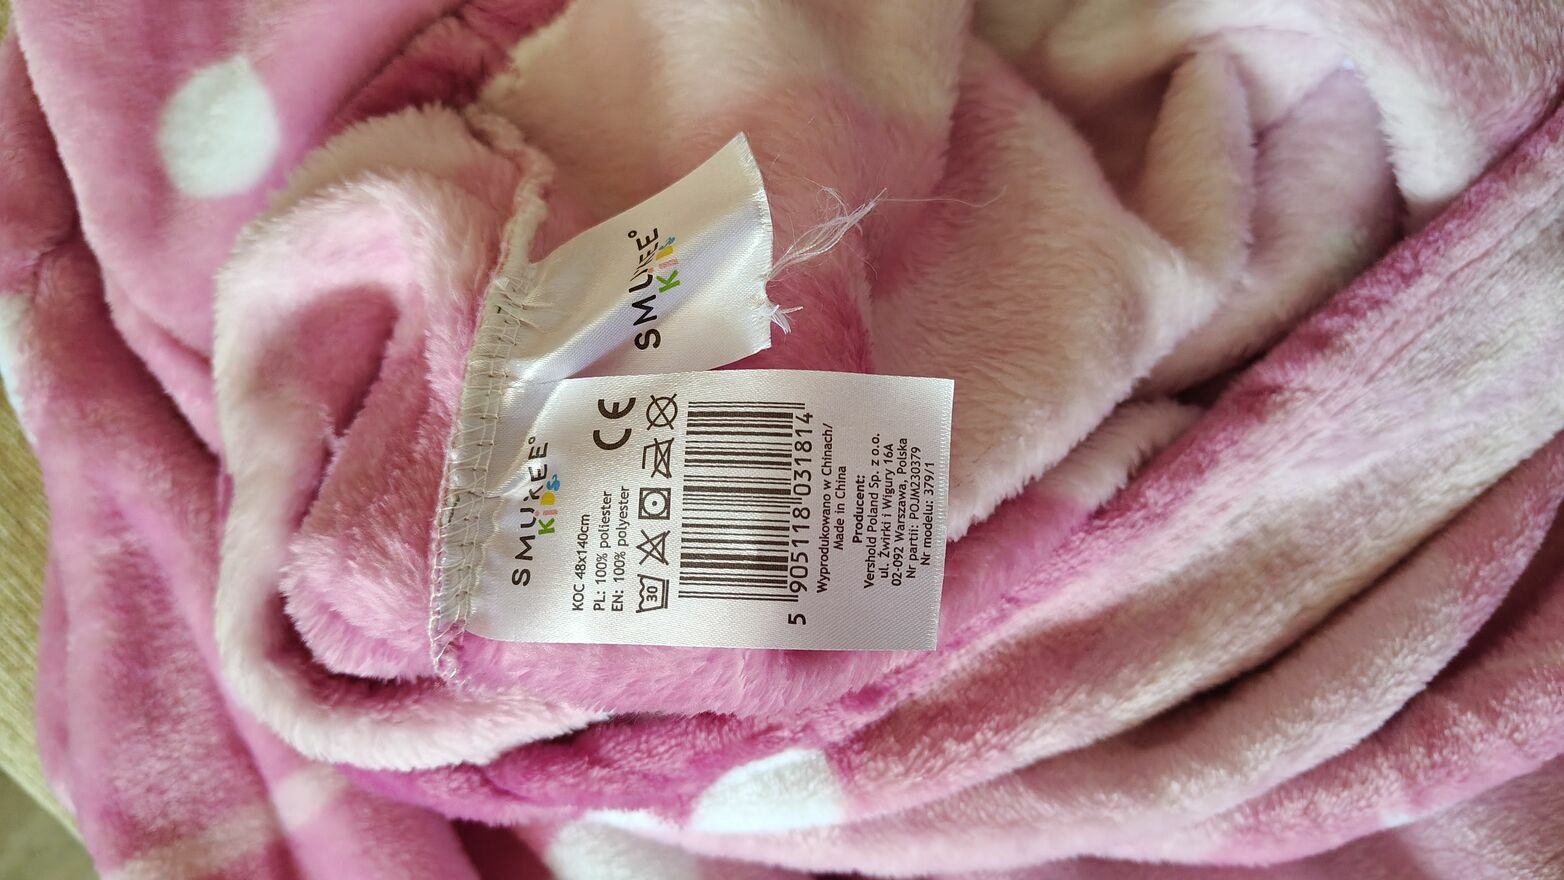 SMUKEE
KIDS
SMUKEE
KIDS
KOC 48x140cm
PL: 100% poliester
EN: 100% polyester
CE
30
5 905118 031814
Wyprodukowano w Chinach/
Made in China
Producent:
Vershold Poland Sp. z o.o.
ul. Żwirki i Wigury 16A
02-092 Warszawa, Polska
Nr partii: POJM230379
Nr modelu: 379/1